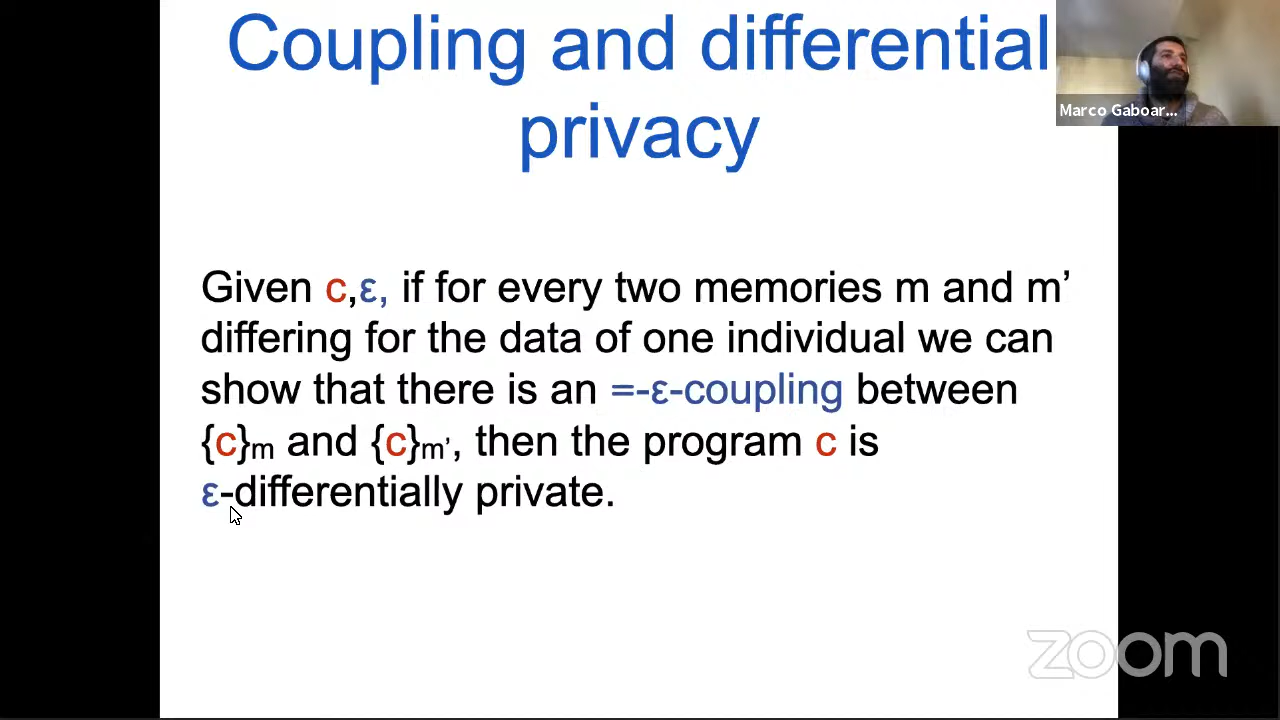 Coupling and differential
privacy
Marco Gaboar...
Given c,ε, if for every two memories m and m’
differing for the data of one individual we can
show that there is an =-ε-coupling between
{c}m and {c}m’, then the program c is
ε-differentially private.
zoom